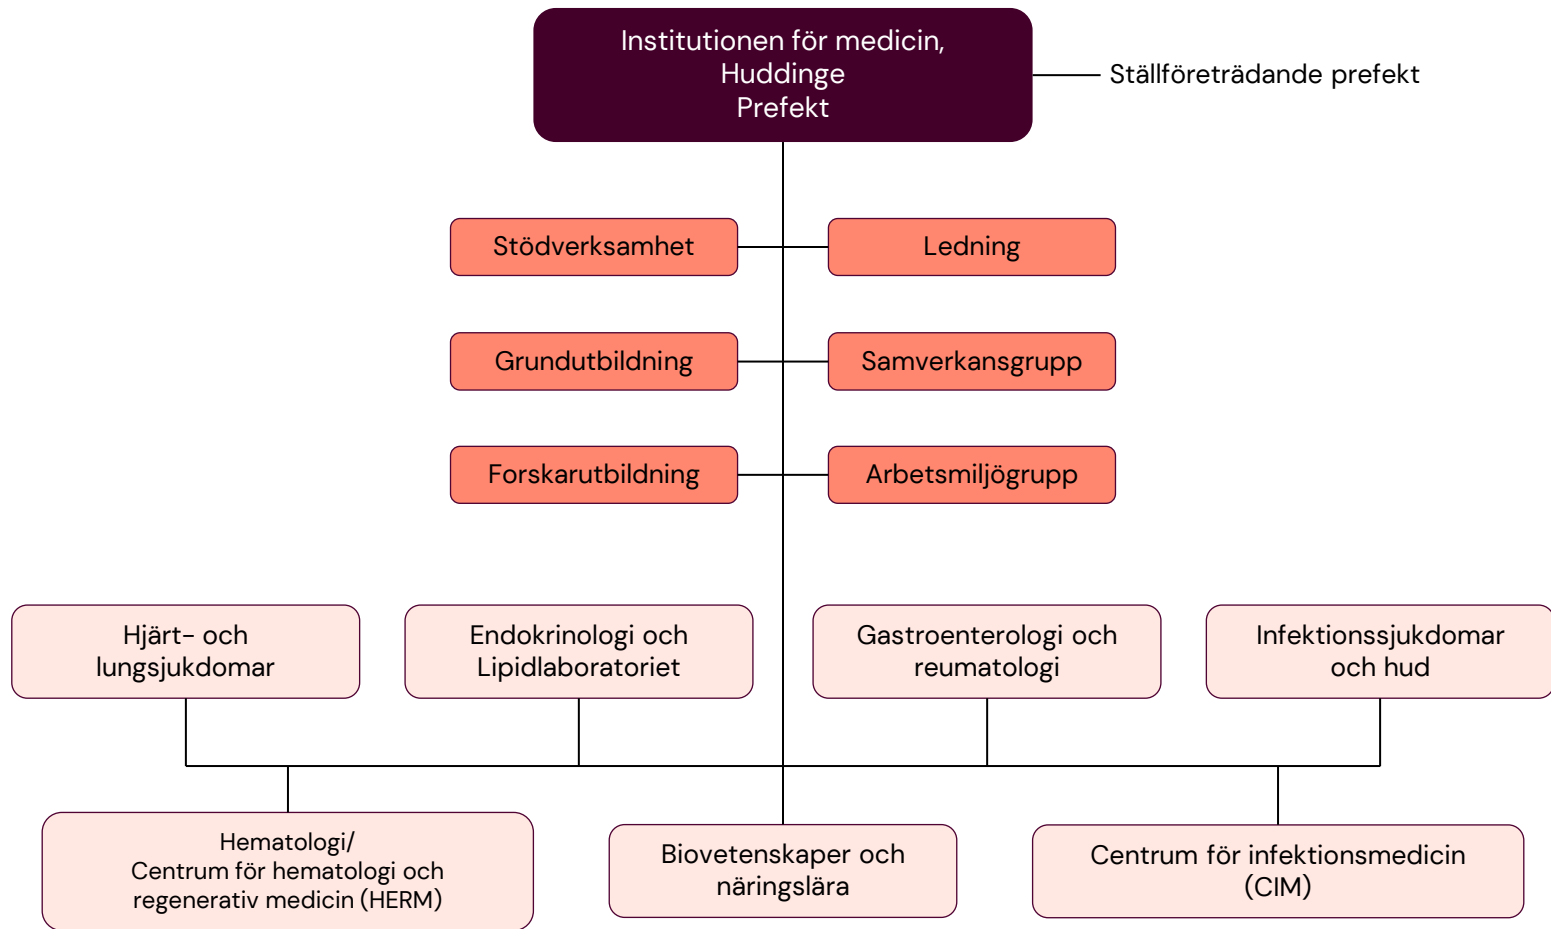 Institutionen för medicin,
Huddinge
Prefekt
Ställföreträdande prefekt
Stödverksamhet
Ledning
Grundutbildning
Samverkansgrupp
Forskarutbildning
Arbetsmiljögrupp
Hjärt- och
lungsjukdomar
Endokrinologi och
Lipidlaboratoriet
Gastroenterologi och
reumatologi
Infektionssjukdomar
och hud
Hematologi/
Centrum för hematologi och
regenerativ medicin (HERM)
Biovetenskaper och
näringslära
Centrum för infektionsmedicin
(CIM)